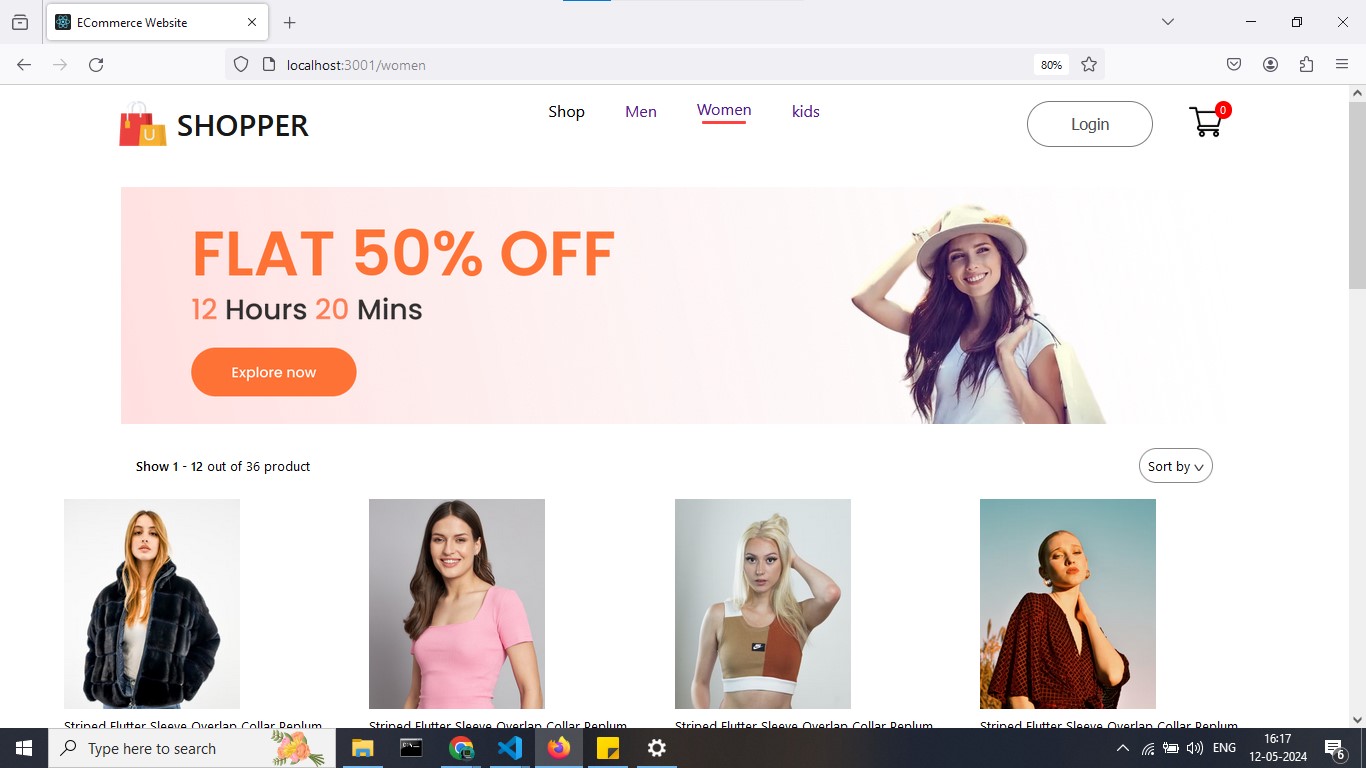 ECommerce Website
localhost:3001/women
80%
SHOPPER
Shop
Men
Women
kids
Login
0
FLAT 50% OFF
12 Hours 20 Mins
Explore now
Show 1 - 12 out of 36 product
Sort by
U
Striped Flutter Sleeve Overlap Collar Peplum
Striped Flutter Sleeve Overlap Collar Peplum
Striped Flutter Sleeve Overlap Collar Peplum
Striped Flutter Sleeve Overlap Collar Peplum
Type here to search
ENG
16:17
12-05-2024
6